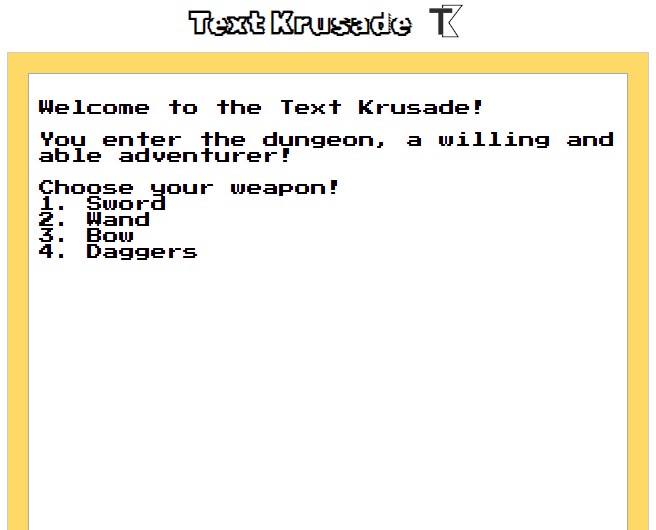 Text Krusade TK
Welcome to the Text Krusade!
You enter the dungeon, a willing and
able adventurer!
Choose your weapon!
1. Sword
2. Wand
3. Bow
4. Daggers